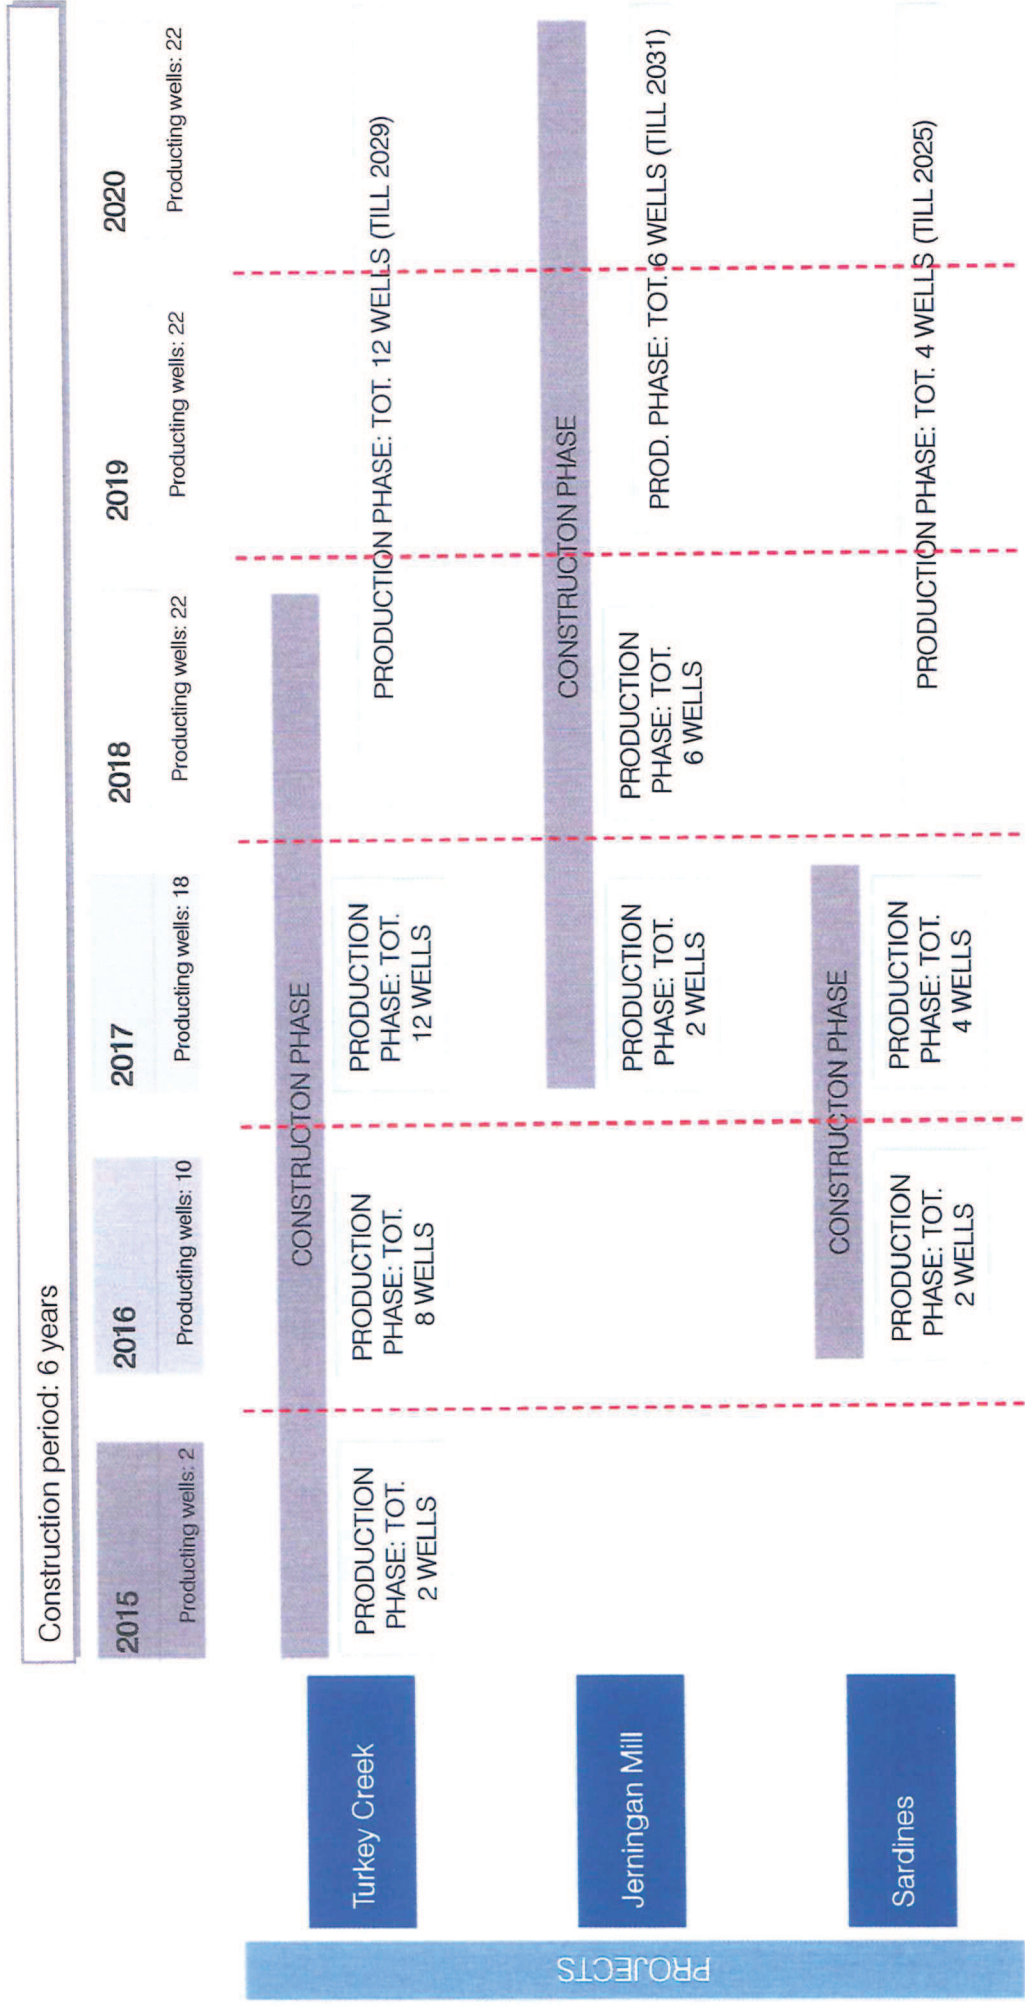 Construction period: 6 years
2015
Producting wells: 2
2016
Producting wells: 10
2017
Producting wells: 18
2018
Producting wells: 22
2019
Producting wells: 22
2020
Producting wells: 22
PROJECTS
Turkey Creek
CONSTRUCTON PHASE
PRODUCTION
PHASE: TOT.
2 WELLS
PRODUCTION
PHASE: TOT.
8 WELLS
PRODUCTION
PHASE: TOT.
12 WELLS
PRODUCTION PHASE: TOT. 12 WELLS (TILL 2029)
Jerningan Mill
CONSTRUCTON PHASE
PRODUCTION
PHASE: TOT.
2 WELLS
PRODUCTION
PHASE: TOT.
6 WELLS
PROD. PHASE: TOT. 6 WELLS (TILL 2031)
Sardines
CONSTRUCTON PHASE
PRODUCTION
PHASE: TOT.
2 WELLS
PRODUCTION
PHASE: TOT.
4 WELLS
PRODUCTION PHASE: TOT. 4 WELLS (TILL 2025)